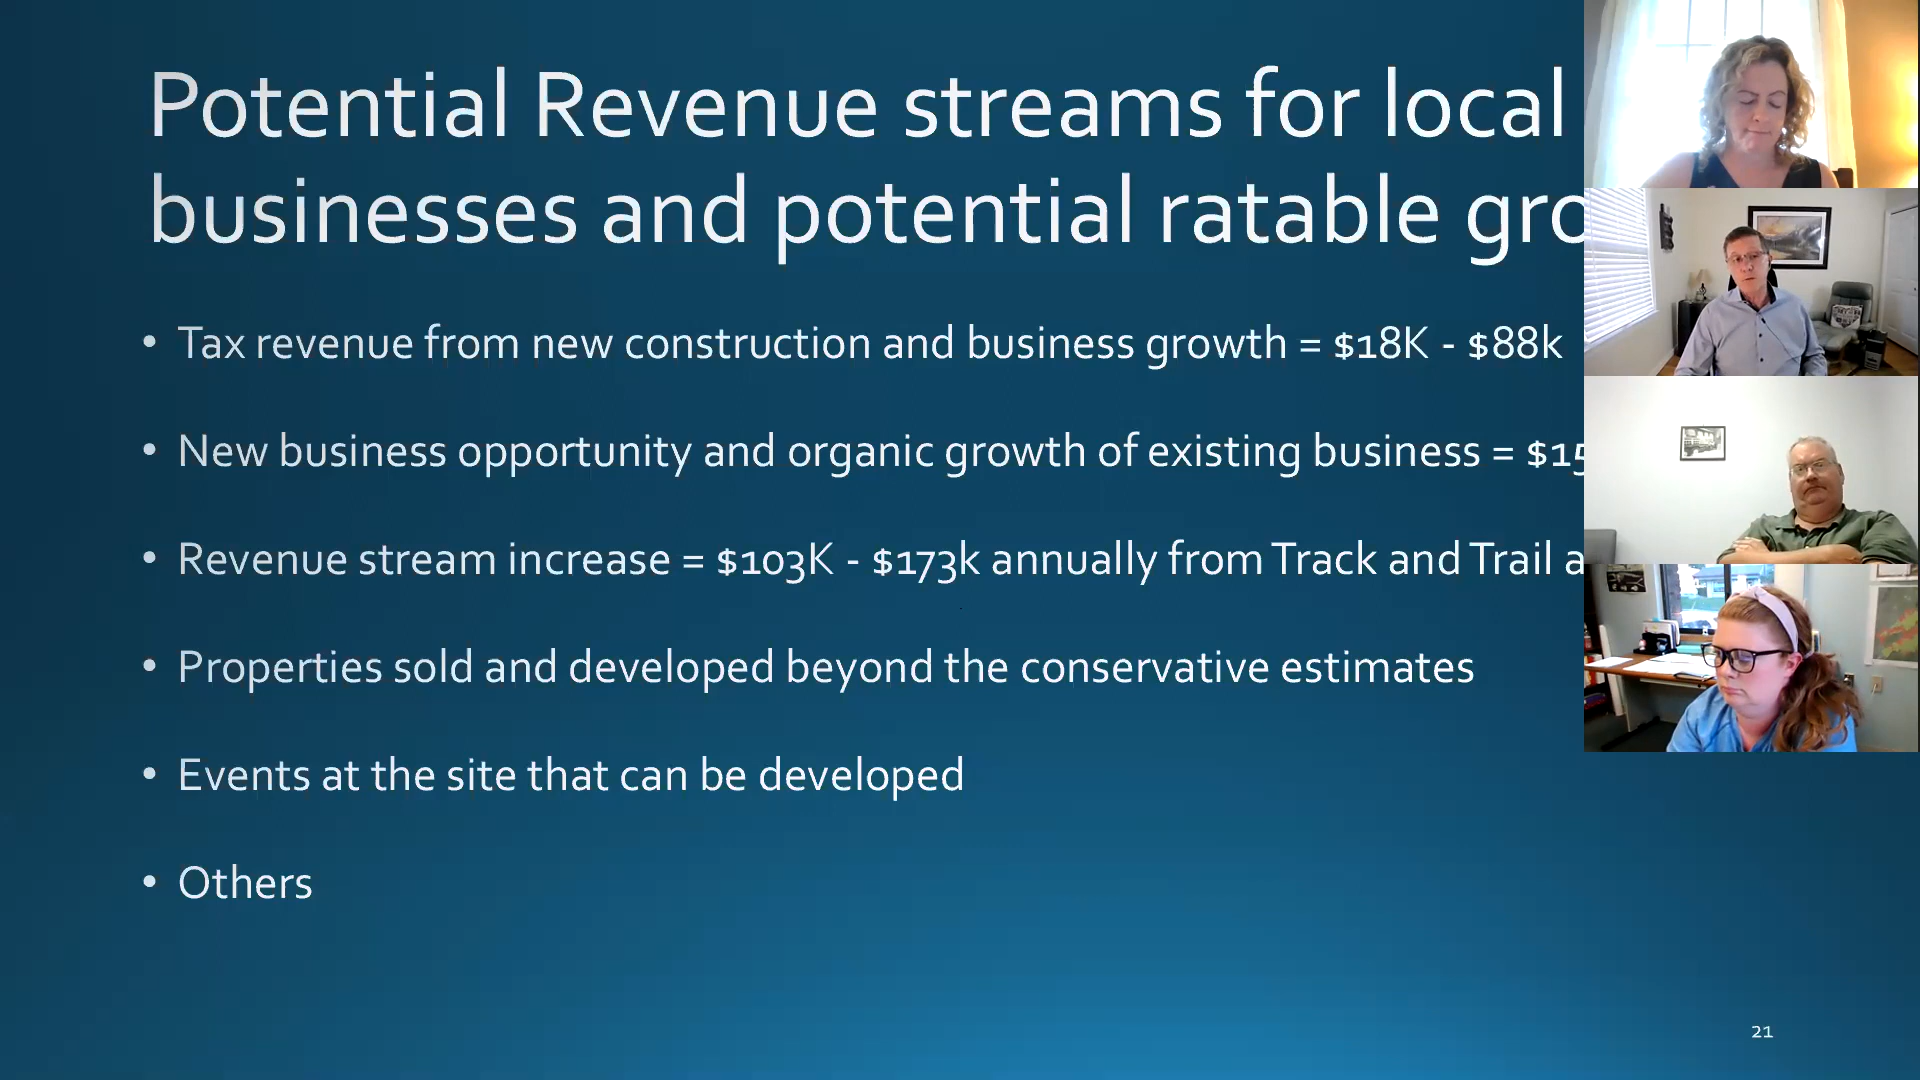 Potential Revenue streams for local
businesses and potential ratable gro
• Tax revenue from new construction and business growth = $18K - $88k
• New business opportunity and organic growth of existing business = $15
• Revenue stream increase = $103K - $173k annually from Track and Trail a
• Properties sold and developed beyond the conservative estimates
• Events at the site that can be developed
• Others
21